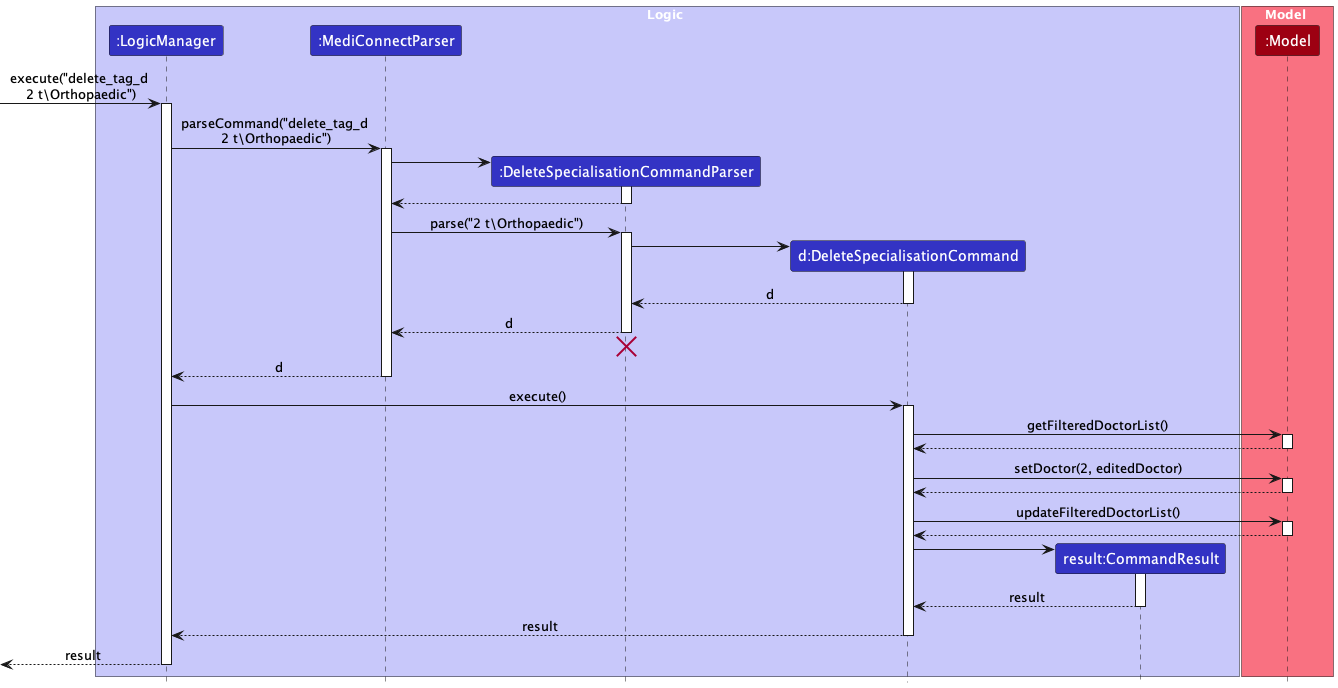 Logic
Model
:LogicManager
:MediConnectParser
:Model
execute("delete_tag_d
2 t\Orthopaedic")
parseCommand("delete_tag_d
2 t\Orthopaedic")
:DeleteSpecialisationCommandParser
parse("2 t\Orthopaedic")
d:DeleteSpecialisationCommand
d
d
d
execute()
getFilteredDoctorList()
setDoctor(2, editedDoctor)
updateFilteredDoctorList()
result:CommandResult
result
result
result